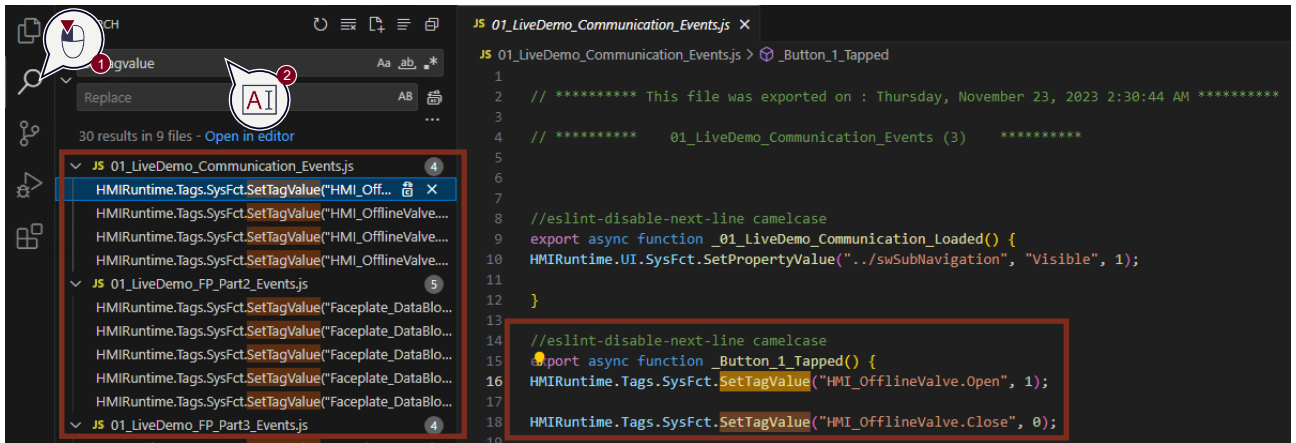 RCH
1
agvalue
Aa
ab
*
2
Replace
AB
AI
30 results in 9 files - Open in editor
JS 01_LiveDemo_Communication_Events.js 4
HMIRuntime.Tags.SysFct.SetTagValue("HMI_Off...
HMIRuntime.Tags.SysFct.SetTagValue("HMI_OfflineValve....
HMIRuntime.Tags.SysFct.SetTagValue("HMI_OfflineValve....
HMIRuntime.Tags.SysFct.SetTagValue("HMI_OfflineValve....
JS 01_LiveDemo_FP_Part2_Events.js 5
HMIRuntime.Tags.SysFct.SetTagValue("Faceplate_DataBlo...
HMIRuntime.Tags.SysFct.SetTagValue("Faceplate_DataBlo...
HMIRuntime.Tags.SysFct.SetTagValue("Faceplate_DataBlo...
HMIRuntime.Tags.SysFct.SetTagValue("Faceplate_DataBlo...
HMIRuntime.Tags.SysFct.SetTagValue("Faceplate_DataBlo...
JS 01_LiveDemo_FP_Part3_Events.js 4
JS 01_LiveDemo_Communication_Events.js
JS 01_LiveDemo_Communication_Events.js > _Button_1_Tapped
1
2 // ********** This file was exported on : Thursday, November 23, 2023 2:30:44 AM **********
3
4 // ********** 01_LiveDemo_Communication_Events (3) **********
5
6
7
8 //eslint-disable-next-line camelcase
9 export async function _01_LiveDemo_Communication_Loaded() {
10 HMIRuntime.UI.SysFct.SetPropertyValue("../swSubNavigation", "Visible", 1);
11
12 }
13
14 //eslint-disable-next-line camelcase
15 export async function _Button_1_Tapped() {
16 HMIRuntime.Tags.SysFct.SetTagValue("HMI_OfflineValve.Open", 1);
17
18 HMIRuntime.Tags.SysFct.SetTagValue("HMI_OfflineValve.Close", 0);
19